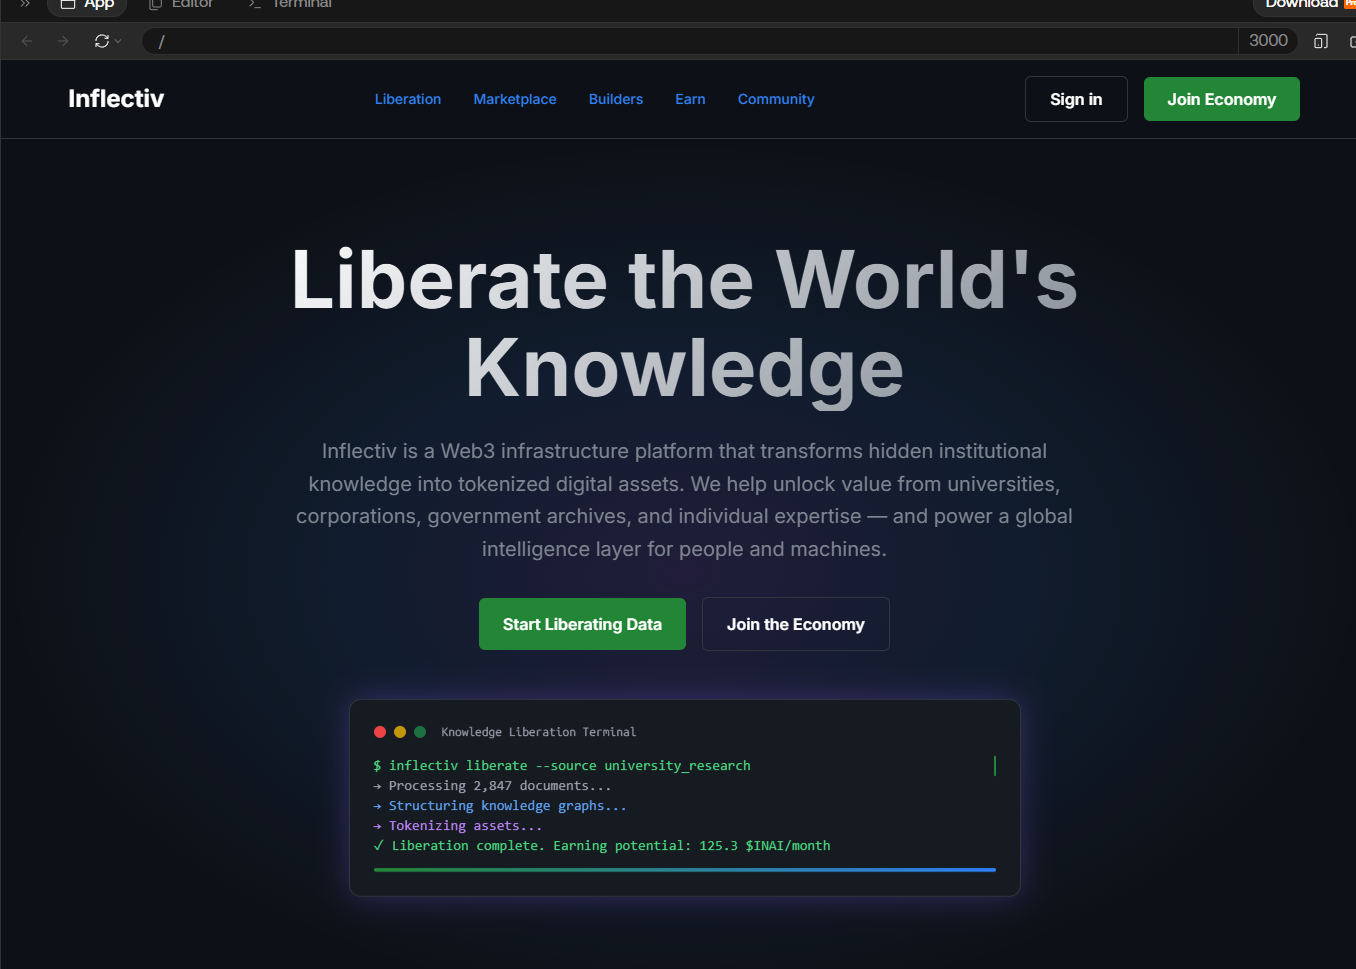 App
Editor
Terminal
Download
/
3000
Inflectiv
Liberation
Marketplace
Builders
Earn
Community
Sign in
Join Economy
Liberate the World's
Knowledge
Inflectiv is a Web3 infrastructure platform that transforms hidden institutional
knowledge into tokenized digital assets. We help unlock value from universities,
corporations, government archives, and individual expertise — and power a global
intelligence layer for people and machines.
Start Liberating Data
Join the Economy
Knowledge Liberation Terminal
$ inflectiv liberate --source university_research
→ Processing 2,847 documents...
→ Structuring knowledge graphs...
→ Tokenizing assets...
✓ Liberation complete. Earning potential: 125.3 $INAI/month